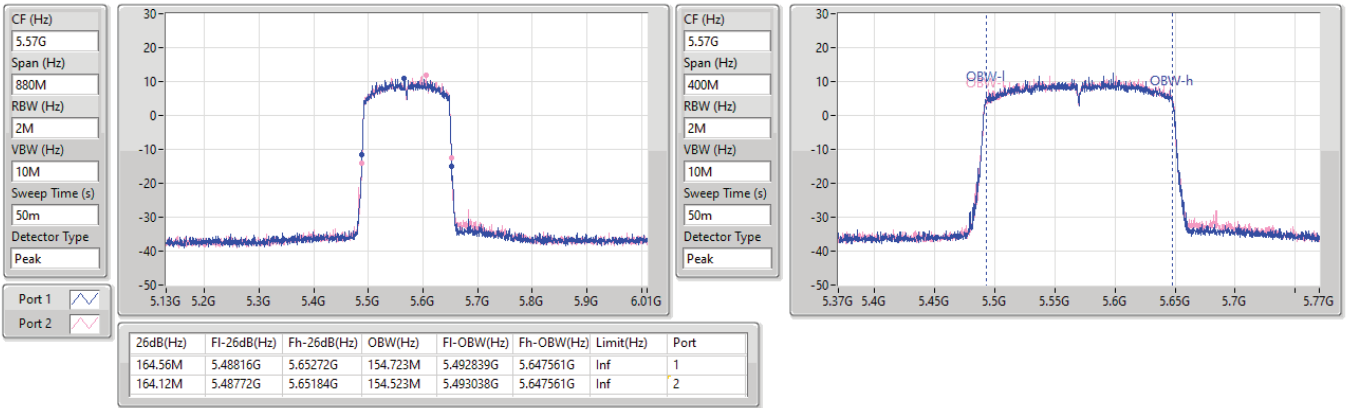 CF (Hz)
5.57G
Span (Hz)
880M
RBW (Hz)
2M
VBW (Hz)
10M
Sweep Time (s)
50m
Detector Type
Peak
Port 1
Port 2
30
20
10
0
-10
-20
-30
-40
-50
5.13G 5.2G 5.3G 5.4G 5.5G 5.6G 5.7G 5.8G 5.9G 6.01G
CF (Hz)
5.57G
Span (Hz)
400M
RBW (Hz)
2M
VBW (Hz)
10M
Sweep Time (s)
50m
Detector Type
Peak
30
20
10
0
-10
-20
-30
-40
-50
OBW-l
OBW-h
5.37G 5.4G 5.45G 5.5G 5.55G 5.6G 5.65G 5.7G 5.77G
26dB(Hz) Fl-26dB(Hz) Fh-26dB(Hz) OBW(Hz) Fl-OBW(Hz) Fh-OBW(Hz) Limit(Hz) Port
164.56M 5.48816G 5.65272G 154.723M 5.492839G 5.647561G Inf 1
164.12M 5.48772G 5.65184G 154.523M 5.493038G 5.647561G Inf 2